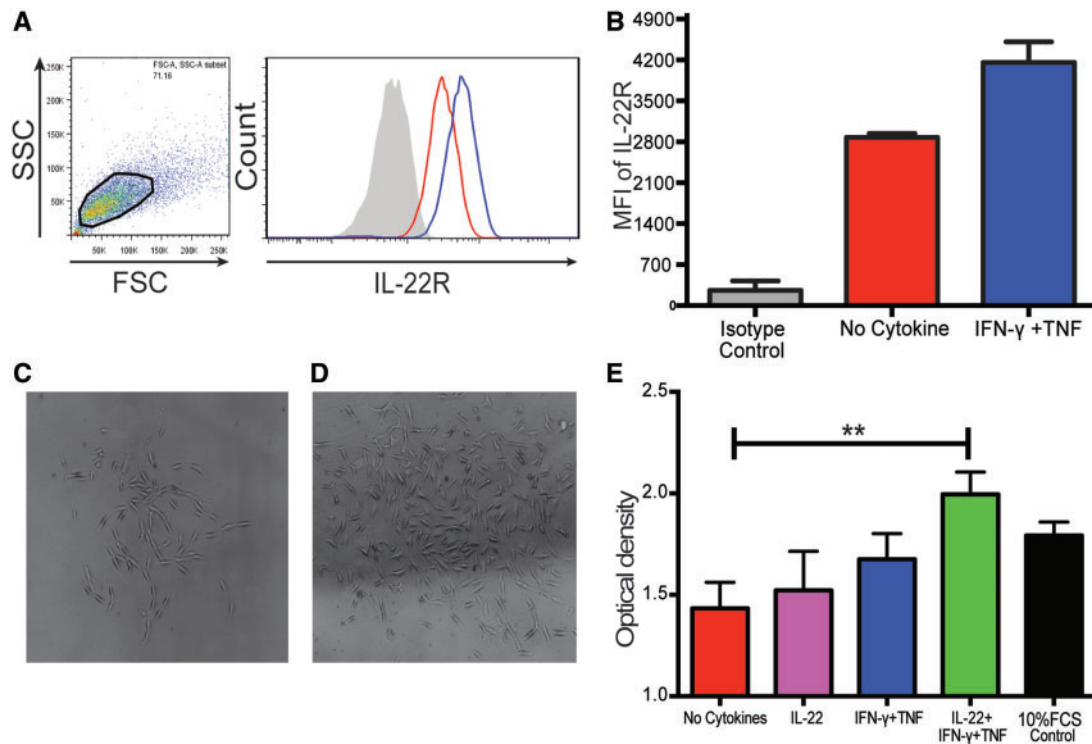 A
FSC-A, SSC-A subset
71.16
250K
200K
150K
100K
50K
0
50K 100K 150K 200K 250K
SSC
FSC
Count
IL-22R
B
MFI of IL-22R
4900
4200
3500
2800
2100
1400
700
0
Isotype
Control
No Cytokine
IFN-γ +TNF
C
D
E
Optical density
2.5
2.0
1.5
1.0
**
No Cytokines
IL-22
IFN-γ+TNF
IL-22+
IFN-γ+TNF
10%FCS
Control